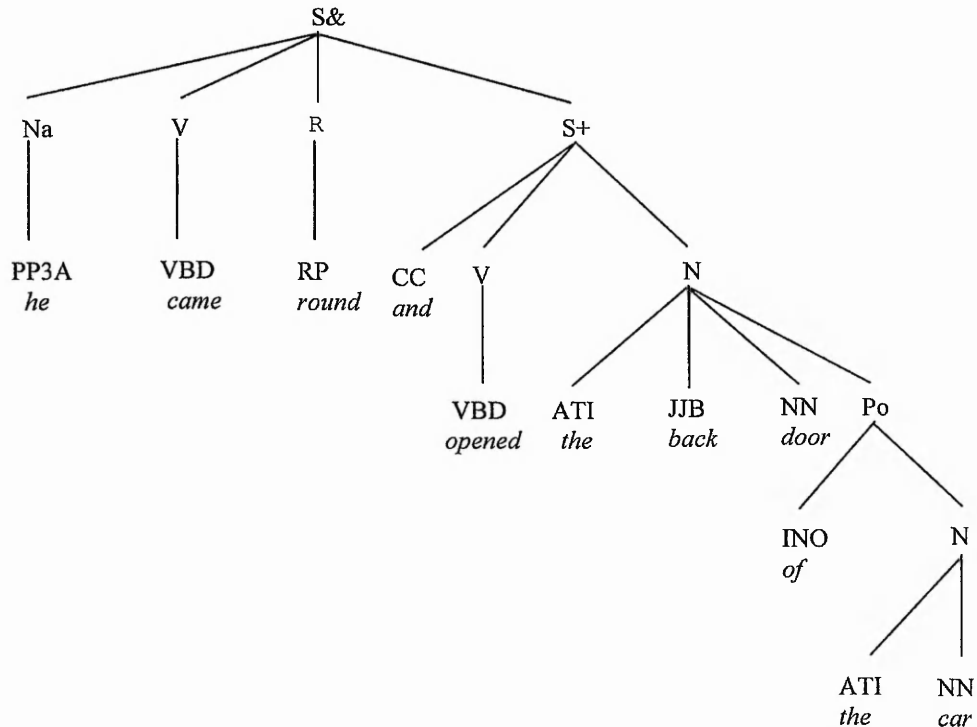 S&
Na V R S+
PP3A VBD RP CC V N
he came round and
VBD ATI JJB NN Po
opened the back door
INO N
of
ATI NN
the car